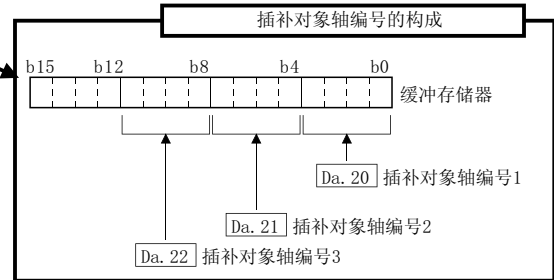 插补对象轴编号的构成
b15 b12 b8 b4 b0
缓冲存储器
Da.20 插补对象轴编号1
Da.21 插补对象轴编号2
Da.22 插补对象轴编号3